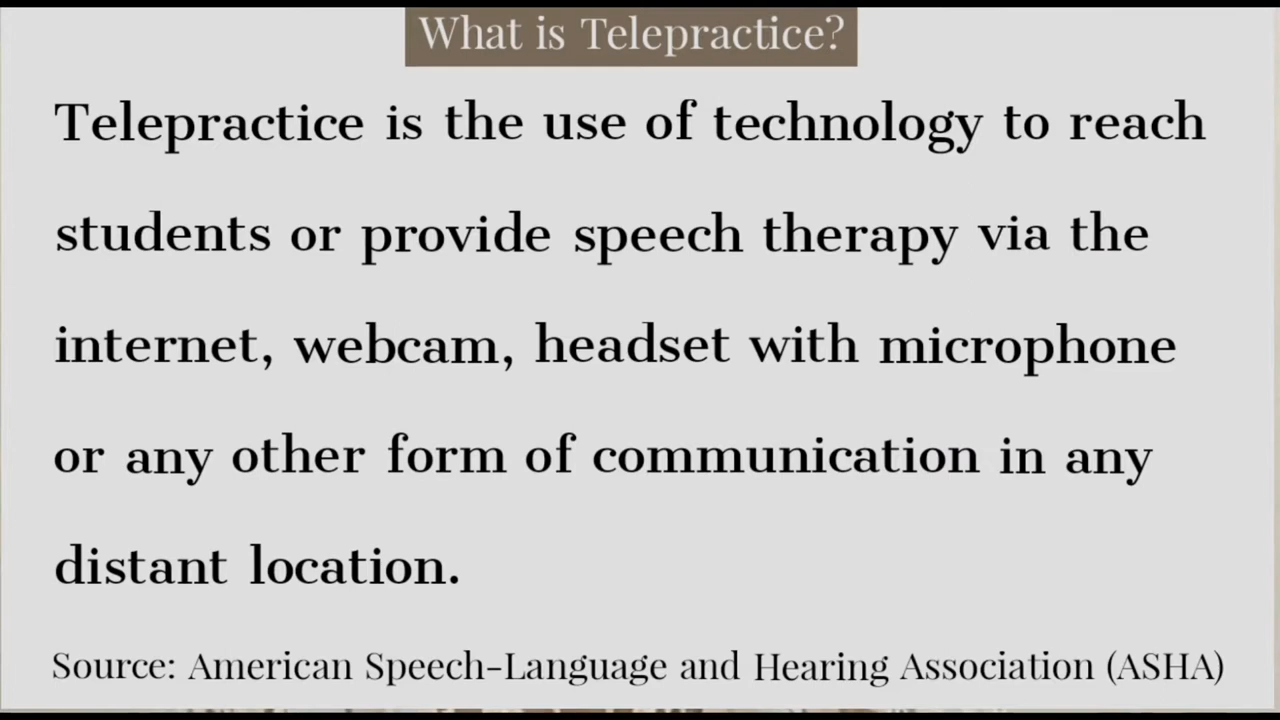 What is Telepractice?
Telepractice is the use of technology to reach
students or provide speech therapy via the
internet, webcam, headset with microphone
or any other form of communication in any
distant location.
Source: American Speech-Language and Hearing Association (ASHA)